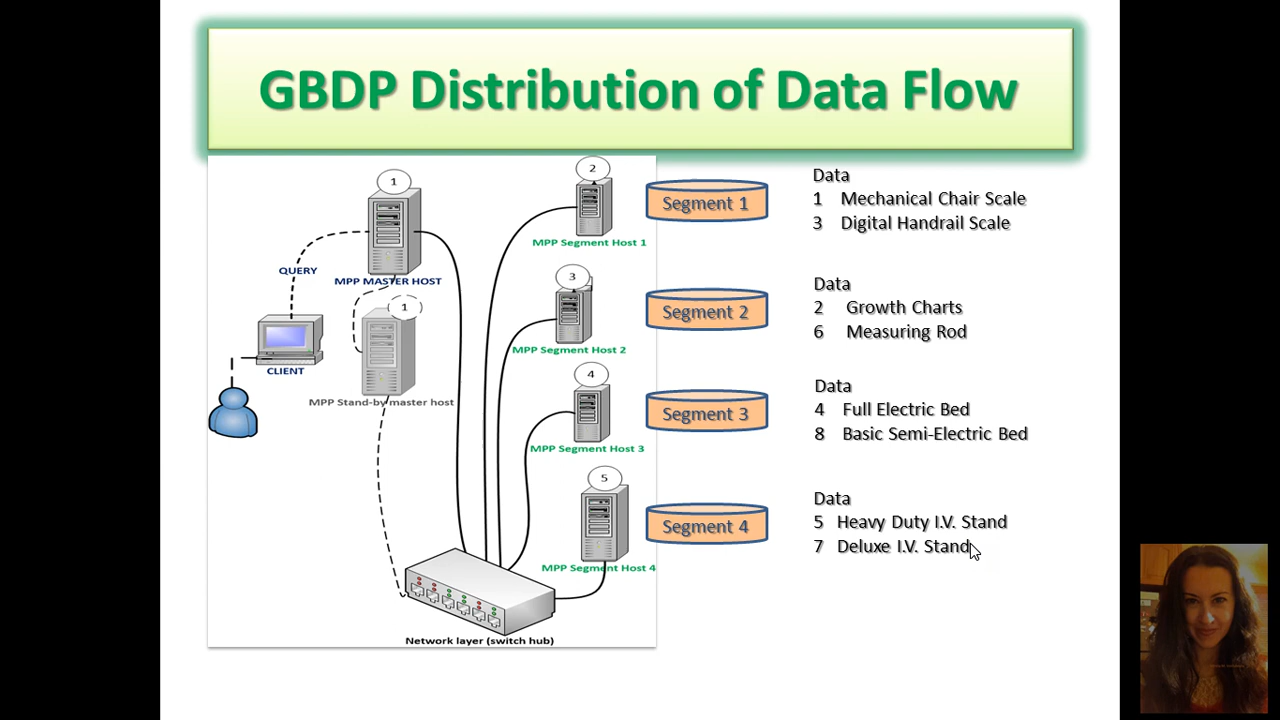 GBDP Distribution of Data Flow
1
QUERY
MPP MASTER HOST
1
CLIENT
MPP Stand-by master host
2
MPP Segment Host 1
3
MPP Segment Host 2
4
MPP Segment Host 3
5
MPP Segment Host 4
Network layer (switch hub)
Segment 1
Data
1 Mechanical Chair Scale
3 Digital Handrail Scale
Segment 2
Data
2 Growth Charts
6 Measuring Rod
Segment 3
Data
4 Full Electric Bed
8 Basic Semi-Electric Bed
Segment 4
Data
5 Heavy Duty I.V. Stand
7 Deluxe I.V. Stand